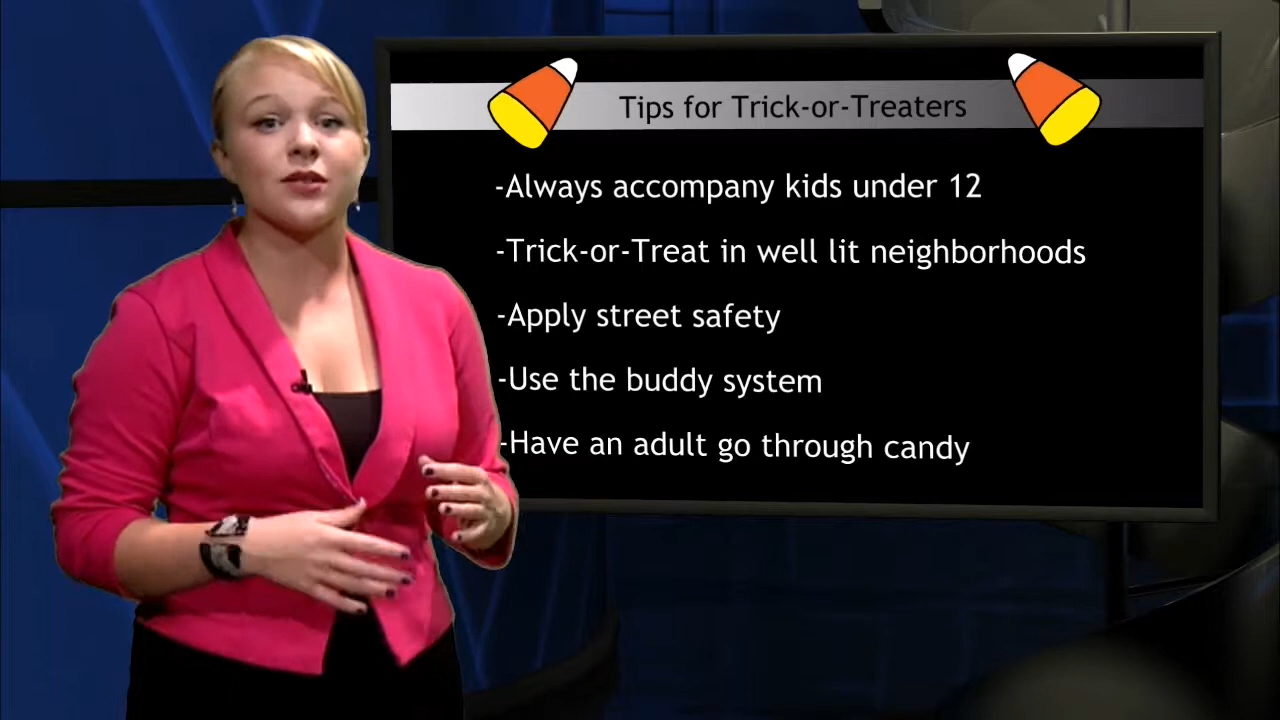 Tips for Trick-or-Treaters
-Always accompany kids under 12
-Trick-or-Treat in well lit neighborhoods
-Apply street safety
-Use the buddy system
-Have an adult go through candy